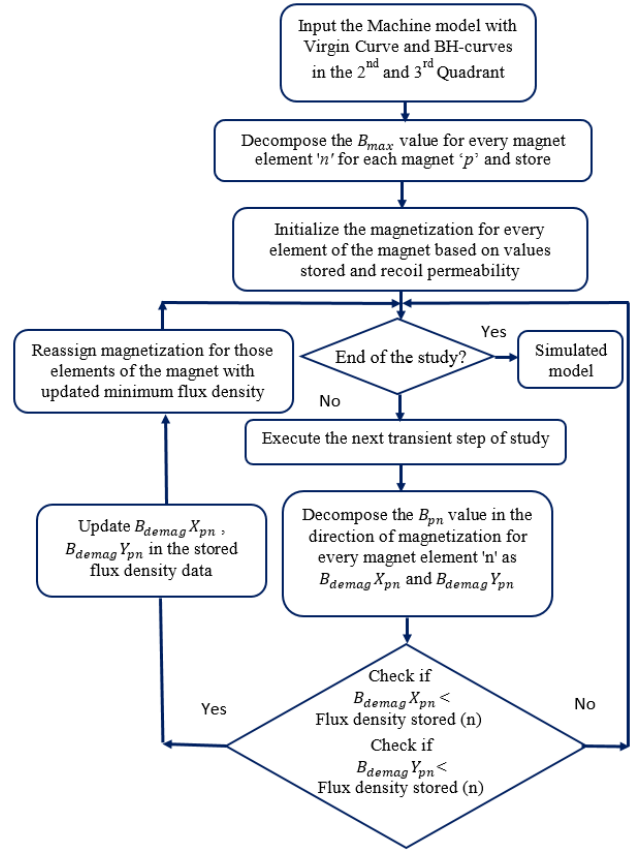 Input the Machine model with
Virgin Curve and BH-curves
in the 2nd and 3rd Quadrant
Decompose the Bmax value for every magnet
element 'n' for each magnet ‘p’ and store
Initialize the magnetization for every
element of the magnet based on values
stored and recoil permeability
End of the study?
Yes
Simulated
model
No
Execute the next transient step of study
Decompose the Bpn value in the
direction of magnetization for
every magnet element 'n' as
BdemagXpn and BdemagYpn
Check if
BdemagXpn <
Flux density stored (n)
Check if
BdemagYpn <
Flux density stored (n)
No
Yes
Update BdemagXpn ,
BdemagYpn in the stored
flux density data
Reassign magnetization for those
elements of the magnet with
updated minimum flux density